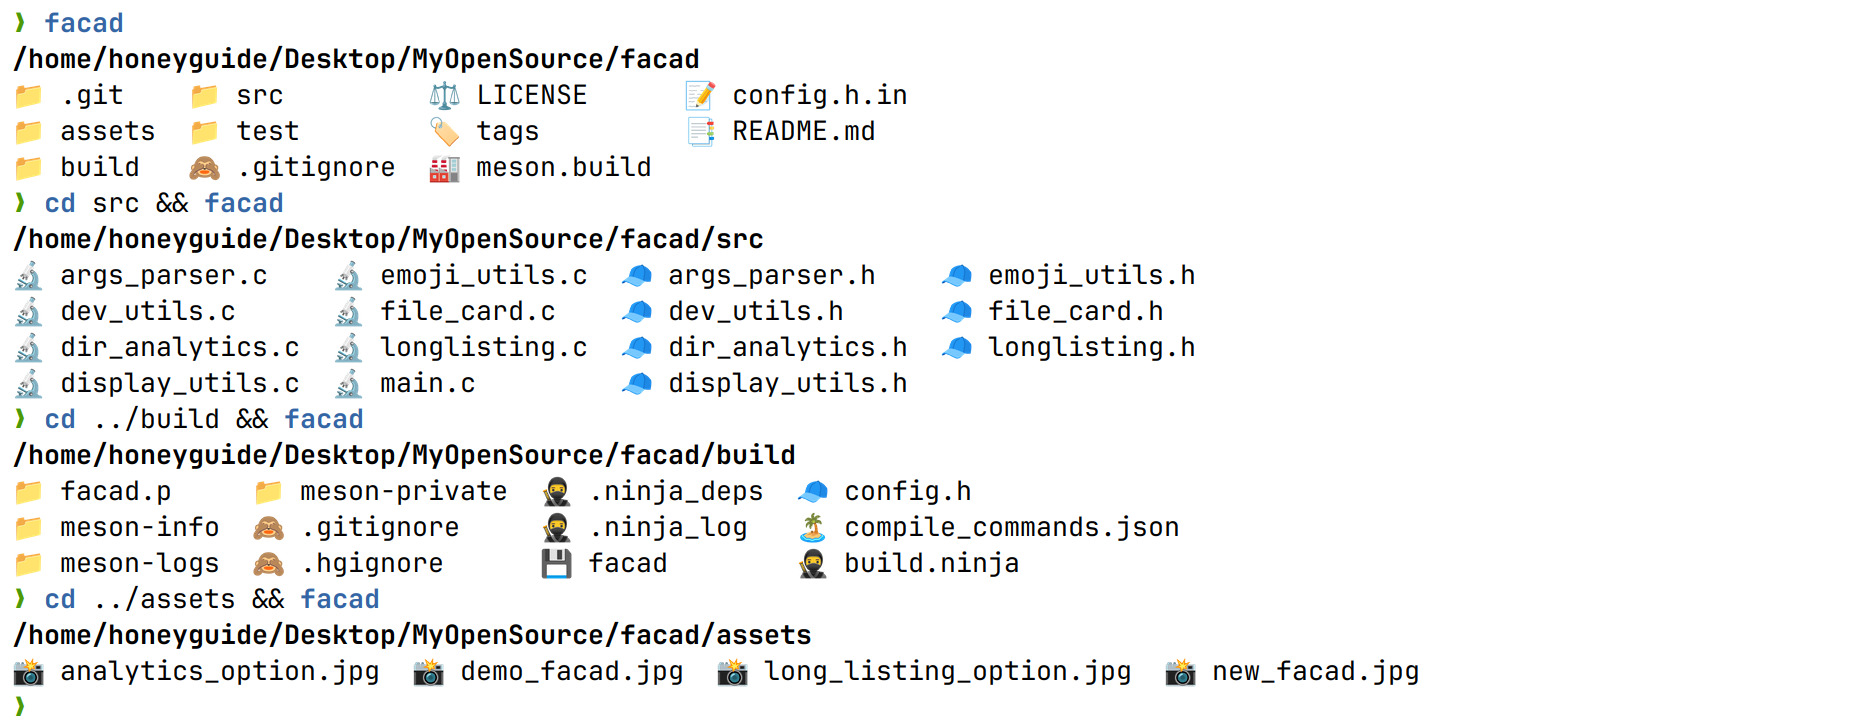 ❱ facad
/home/honeyguide/Desktop/MyOpenSource/facad
📁 .git 📁 src ⚖️ LICENSE 📝 config.h.in
📁 assets 📁 test 🏷️ tags 📑 README.md
📁 build 🙈 .gitignore 🏭 meson.build
❱ cd src && facad
/home/honeyguide/Desktop/MyOpenSource/facad/src
🔬 args_parser.c 🔬 emoji_utils.c 🧢 args_parser.h 🧢 emoji_utils.h
🔬 dev_utils.c 🔬 file_card.c 🧢 dev_utils.h 🧢 file_card.h
🔬 dir_analytics.c 🔬 longlisting.c 🧢 dir_analytics.h 🧢 longlisting.h
🔬 display_utils.c 🔬 main.c 🧢 display_utils.h
❱ cd ../build && facad
/home/honeyguide/Desktop/MyOpenSource/facad/build
📁 facad.p 📁 meson-private 🥷 .ninja_deps 🧢 config.h
📁 meson-info 🙈 .gitignore 🥷 .ninja_log 🏝️ compile_commands.json
📁 meson-logs 🙈 .hgignore 💾 facad 🥷 build.ninja
❱ cd ../assets && facad
/home/honeyguide/Desktop/MyOpenSource/facad/assets
📸 analytics_option.jpg 📸 demo_facad.jpg 📸 long_listing_option.jpg 📸 new_facad.jpg
❱